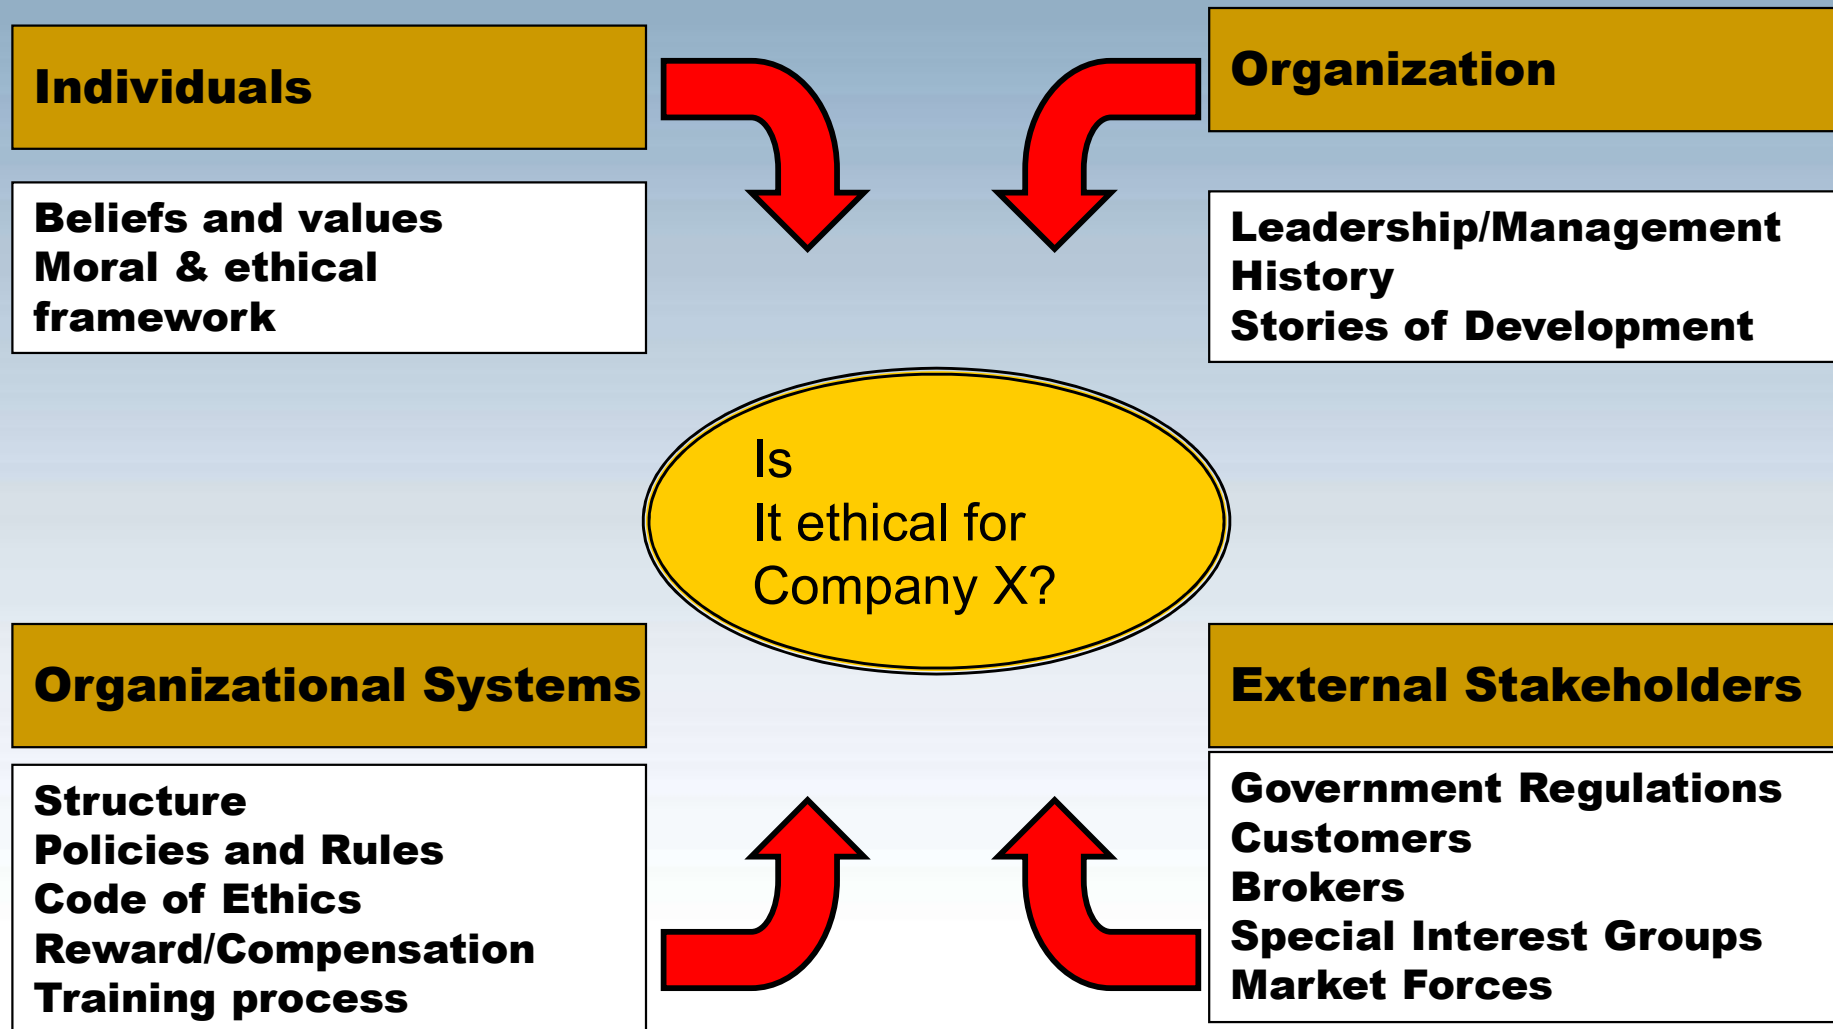 Individuals
Beliefs and values
Moral & ethical
framework
Organization
Leadership/Management
History
Stories of Development
Is
It ethical for
Company X?
Organizational Systems
Structure
Policies and Rules
Code of Ethics
Reward/Compensation
Training process
External Stakeholders
Government Regulations
Customers
Brokers
Special Interest Groups
Market Forces